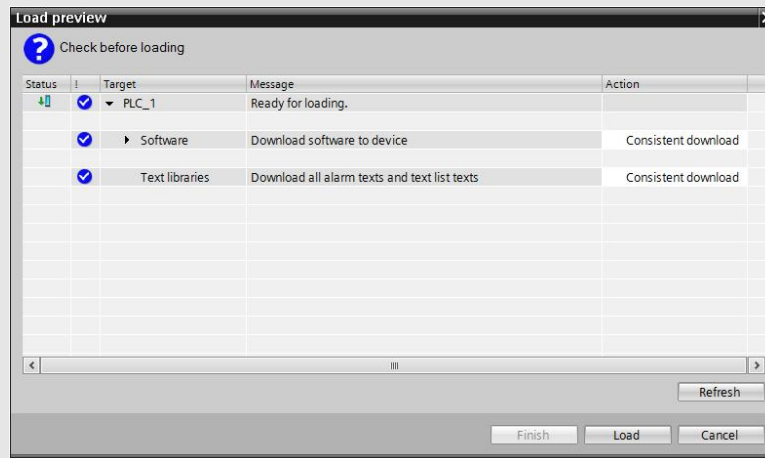 Load preview
? Check before loading
Status ! Target Message Action
PLC_1 Ready for loading.
Software Download software to device Consistent download
Text libraries Download all alarm texts and text list texts Consistent download
Refresh
Finish Load Cancel